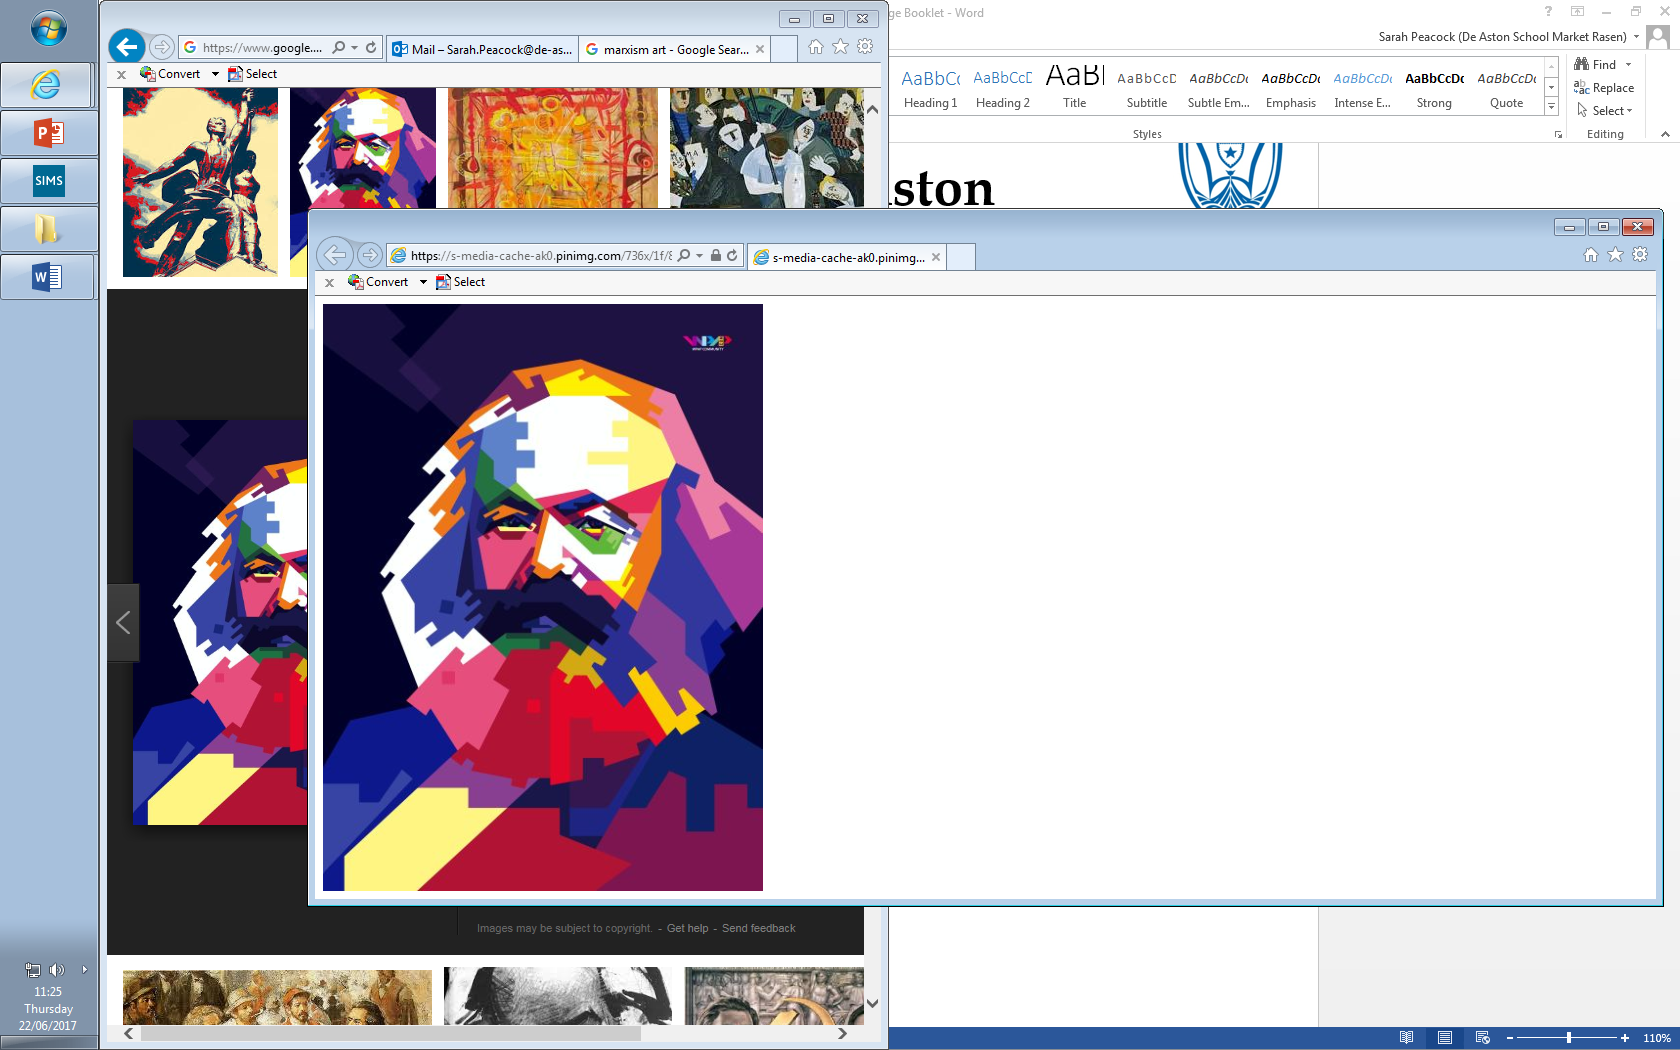 ge Booklet - Word
Sarah Peacock (De Aston School Market Rasen)
https://www.google....
Mail – Sarah.Peacock@de-as...
marxism art - Google Sear...
x Convert Select
AaBbCc AaBbCcD AaBl AaBbCcD AaBbCcDc AaBbCcDc AaBbCcDc AaBbCcDc AaBbCcDc
Heading 1 Heading 2 Title Subtitle Subtle Em... Emphasis Intense E... Strong Quote
Styles
Find
Replace
Select
Editing
SIMS
ston
https://s-media-cache-ak0.pinimg.com/736x/1f/8
s-media-cache-ak0.pinimg...
x Convert Select
Images may be subject to copyright. - Get help - Send feedback
11:25
Thursday
22/06/2017
110%